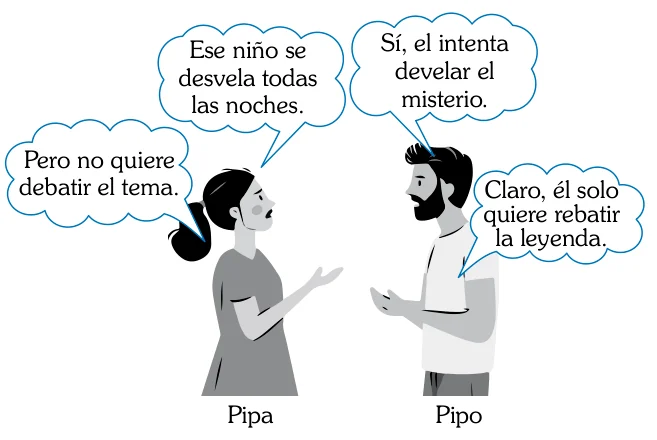 Ese niño se
desvela todas
las noches.
Sí, el intenta
develar el
misterio.
Pero no quiere
debatir el tema.
Claro, él solo
quiere rebatir
la leyenda.
Pipa
Pipo